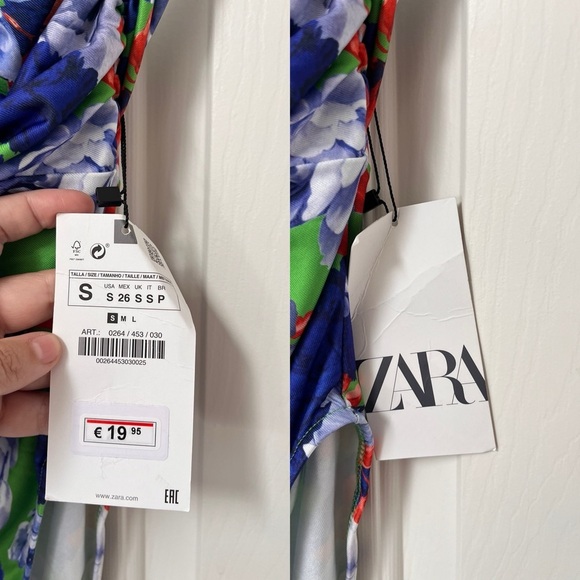 FSC
TALLA / SIZE / TAMANHO / TAILLE / MAAT /
USA MEX UK IT BR
S S 26 S S P
S M L
ART.: 0264 / 453 / 030
00264453030025
€ 19 95
www.zara.com
EAC
ZARA